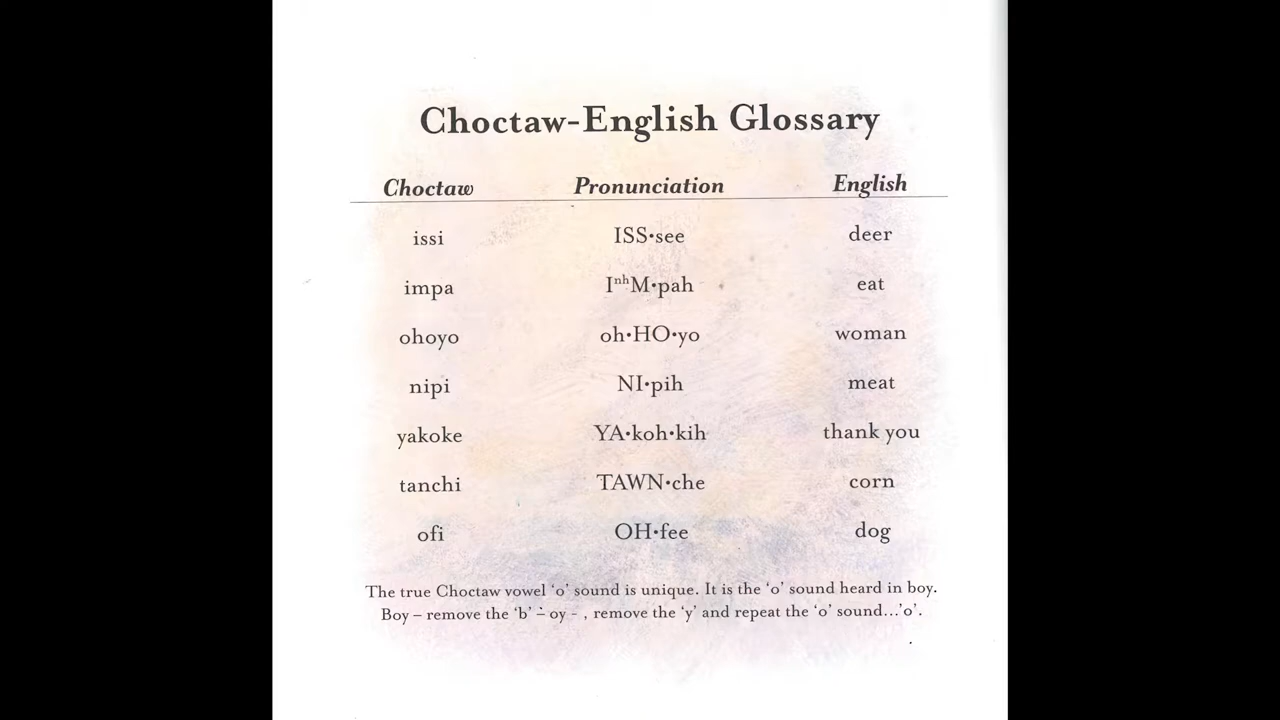 Choctaw-English Glossary
Choctaw Pronunciation English
issi ISS•see deer
impa IⁿʰM•pah eat
ohoyo oh•HO•yo woman
nipi NI•pih meat
yakoke YA•koh•kih thank you
tanchi TAWN•che corn
ofi OH•fee dog
The true Choctaw vowel ‘o’ sound is unique. It is the ‘o’ sound heard in boy.
Boy – remove the ‘b’ – oy - , remove the ‘y’ and repeat the ‘o’ sound...’o’.